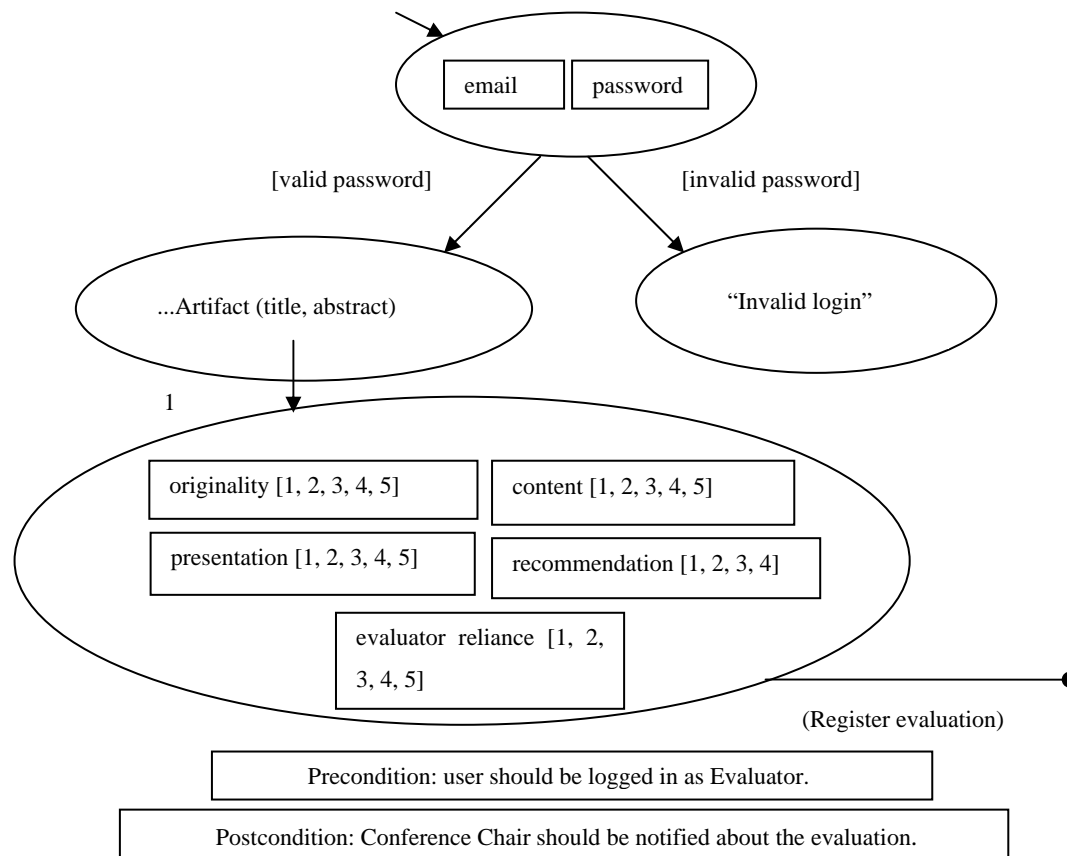 email
password
[valid password]
[invalid password]
...Artifact (title, abstract)
“Invalid login”
1
originality [1, 2, 3, 4, 5]
content [1, 2, 3, 4, 5]
presentation [1, 2, 3, 4, 5]
recommendation [1, 2, 3, 4]
evaluator reliance [1, 2,
3, 4, 5]
(Register evaluation)
Precondition: user should be logged in as Evaluator.
Postcondition: Conference Chair should be notified about the evaluation.